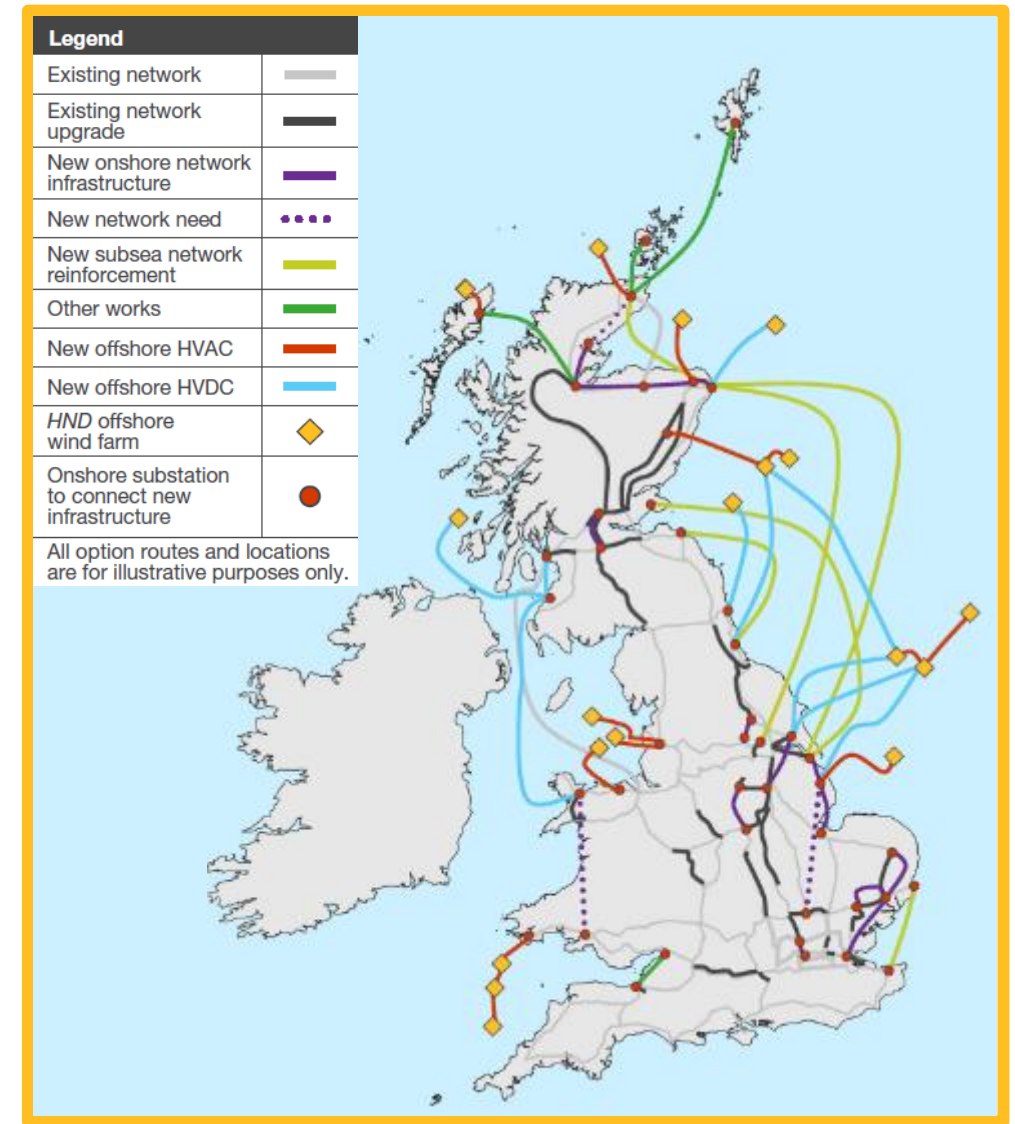 Legend
Existing network
Existing network
upgrade
New onshore network
infrastructure
New network need
New subsea network
reinforcement
Other works
New offshore HVAC
New offshore HVDC
HND offshore
wind farm
Onshore substation
to connect new
infrastructure
All option routes and locations
are for illustrative purposes only.